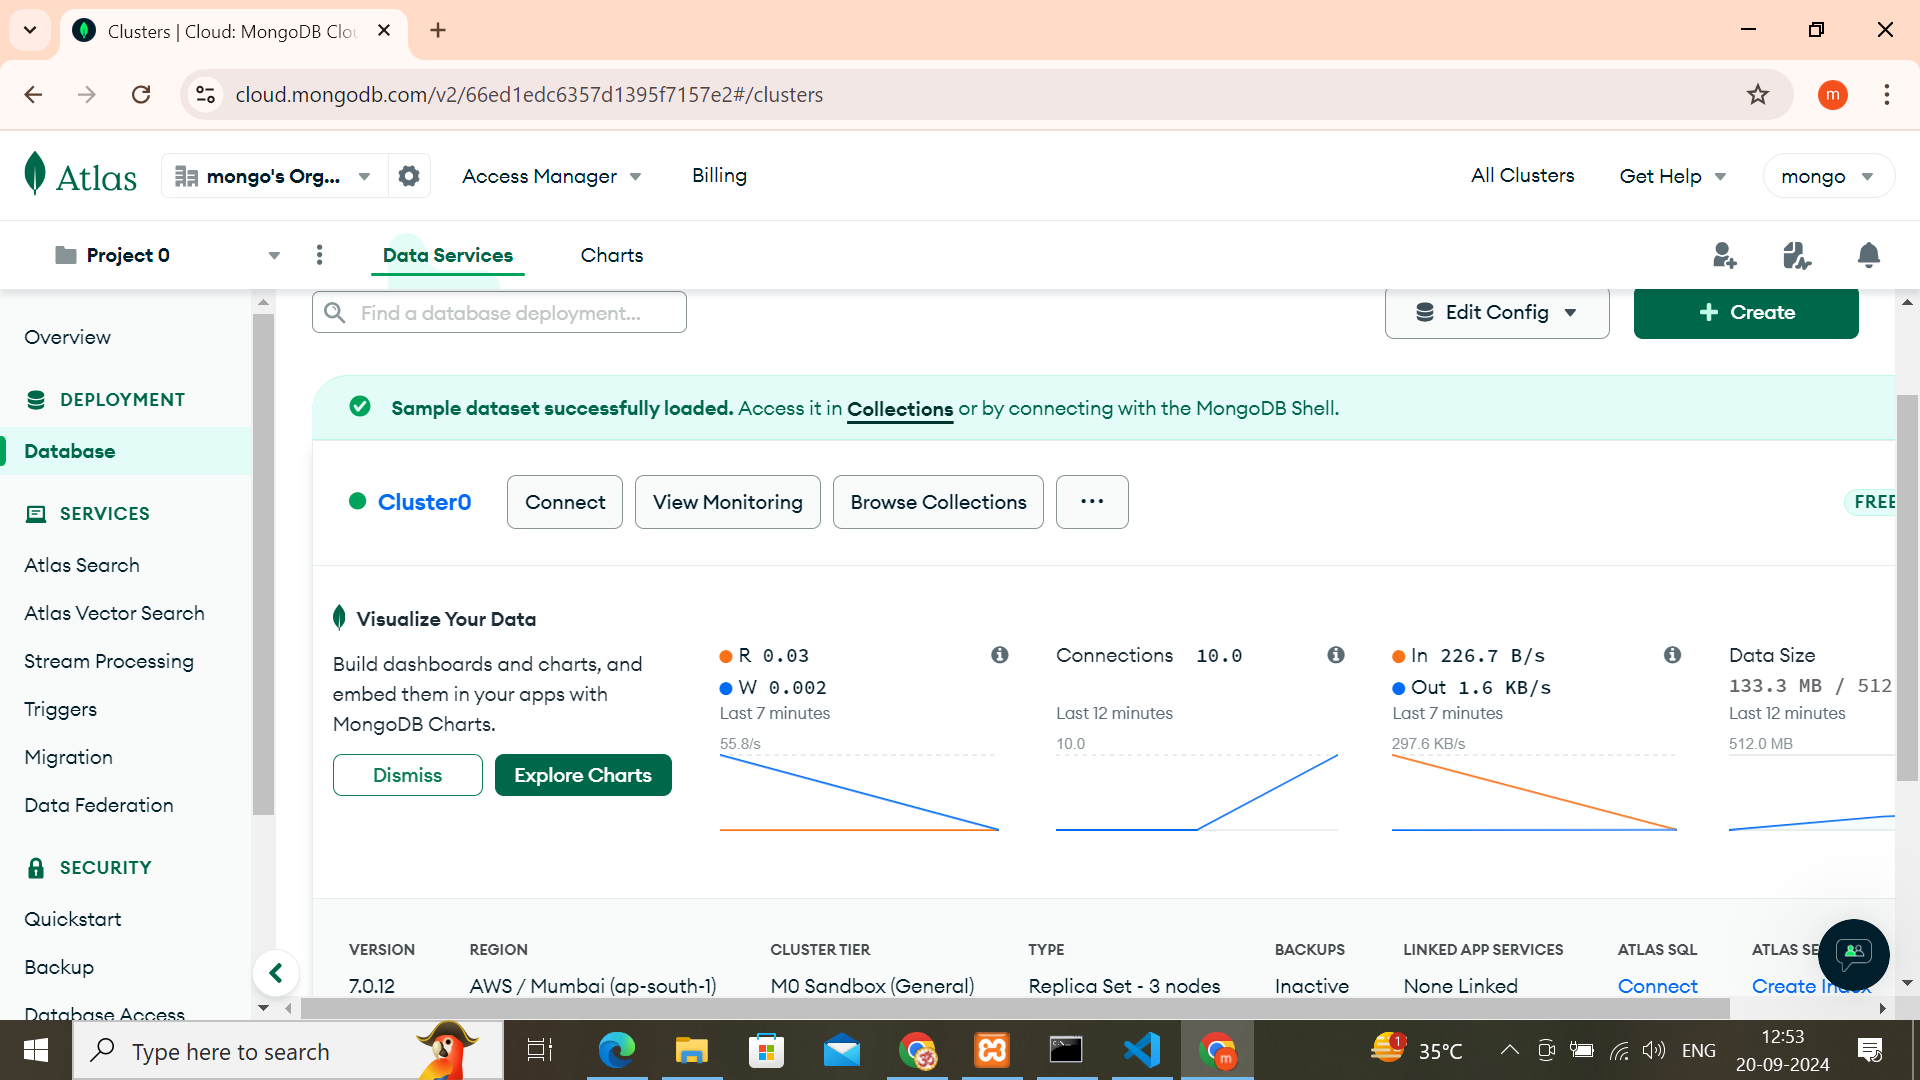 Clusters | Cloud: MongoDB Clou
cloud.mongodb.com/v2/66ed1edc6357d1395f7157e2#/clusters
m
Atlas
mongo's Org...
Access Manager
Billing
All Clusters
Get Help
mongo
Project 0
Data Services
Charts
Find a database deployment...
Edit Config
+ Create
Overview
DEPLOYMENT
Database
SERVICES
Atlas Search
Atlas Vector Search
Stream Processing
Triggers
Migration
Data Federation
SECURITY
Quickstart
Backup
Database Access
Sample dataset successfully loaded. Access it in Collections or by connecting with the MongoDB Shell.
Cluster0
Connect
View Monitoring
Browse Collections
...
FREE
Visualize Your Data
Build dashboards and charts, and
embed them in your apps with
MongoDB Charts.
Dismiss
Explore Charts
R 0.03
W 0.002
Last 7 minutes
55.8/s
Connections 10.0
Last 12 minutes
10.0
In 226.7 B/s
Out 1.6 KB/s
Last 7 minutes
297.6 KB/s
Data Size
133.3 MB / 512
Last 12 minutes
512.0 MB
VERSION
REGION
CLUSTER TIER
TYPE
BACKUPS
LINKED APP SERVICES
ATLAS SQL
ATLAS SE
7.0.12
AWS / Mumbai (ap-south-1)
M0 Sandbox (General)
Replica Set - 3 nodes
Inactive
None Linked
Connect
Create Index
Type here to search
m
1
35°C
ENG
12:53
20-09-2024